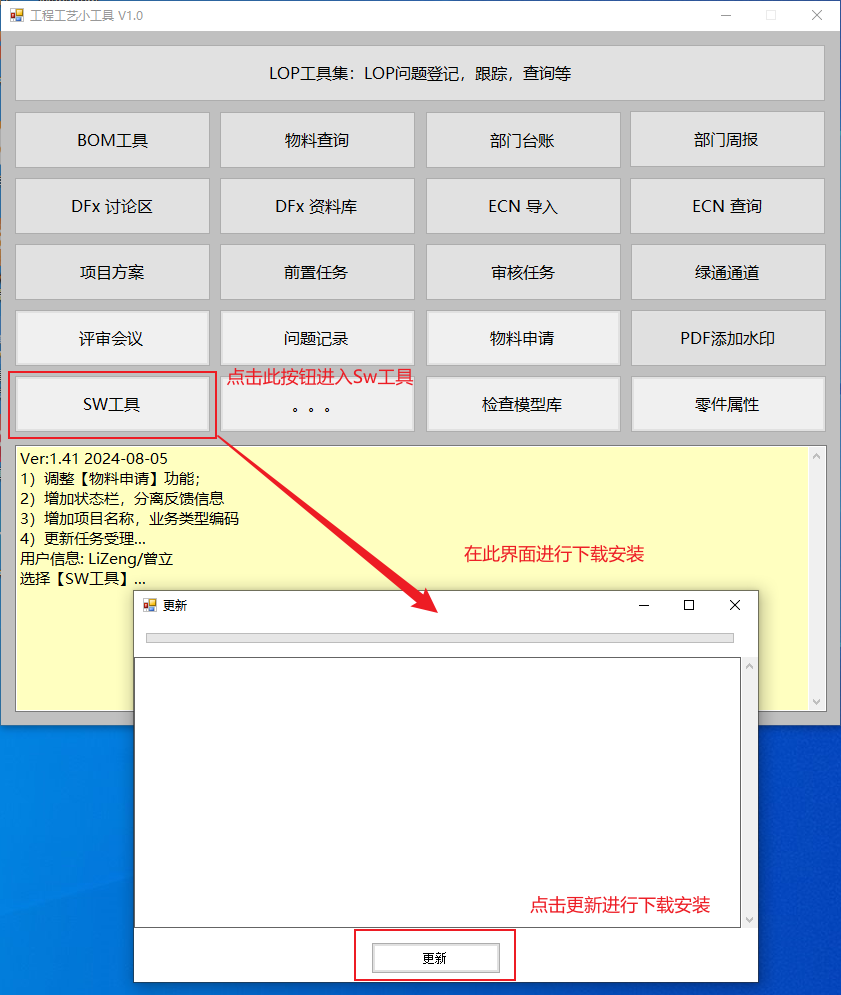 工程工艺小工具 V1.0
LOP工具集：LOP问题登记，跟踪，查询等
BOM工具
物料查询
部门台账
部门周报
DFx 讨论区
DFx 资料库
ECN 导入
ECN 查询
项目方案
前置任务
审核任务
绿通通道
评审会议
问题记录
物料申请
PDF添加水印
点击此按钮进入Sw工具
SW工具
。。。
检查模型库
零件属性
Ver:1.41 2024-08-05
1）调整【物料申请】功能；
2）增加状态栏，分离反馈信息
3）增加项目名称，业务类型编码
4）更新任务受理...
用户信息: LiZeng/曾立
选择【SW工具】...
在此界面进行下载安装
更新
点击更新进行下载安装
更新